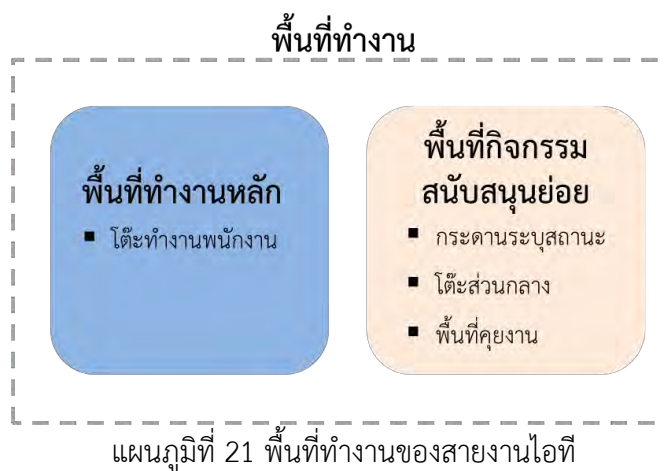 พื้นที่ทำงาน
พื้นที่ทำงานหลัก
▪ โต๊ะทำงานพนักงาน
พื้นที่กิจกรรม
สนับสนุนย่อย
▪ กระดานระบุสถานะ
▪ โต๊ะส่วนกลาง
▪ พื้นที่คุยงาน
แผนภูมิที่ 21 พื้นที่ทำงานของสายงานไอที